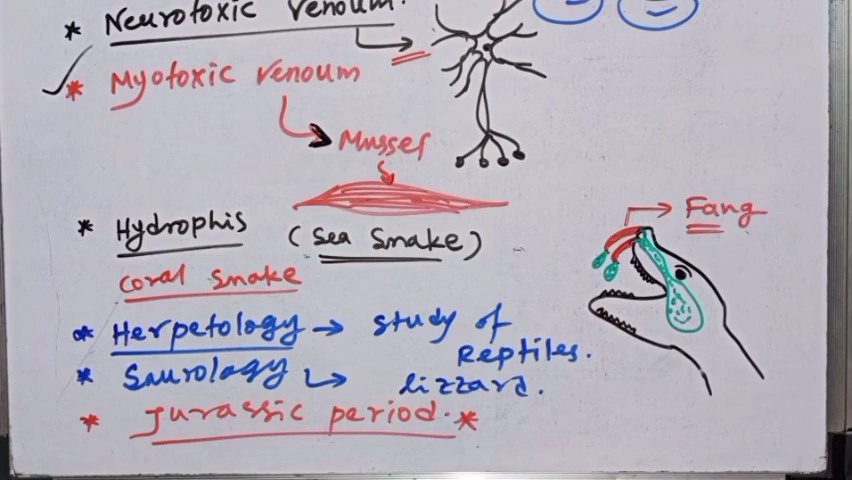 * Neurotoxic Venoum.
* Myotoxic Venoum
Mussel
* Hydrophis (Sea Snake)
Fang
Coral Snake
* Herpetology → study of
Reptiles.
* Saurology → lizzard.
* Jurassic period. *